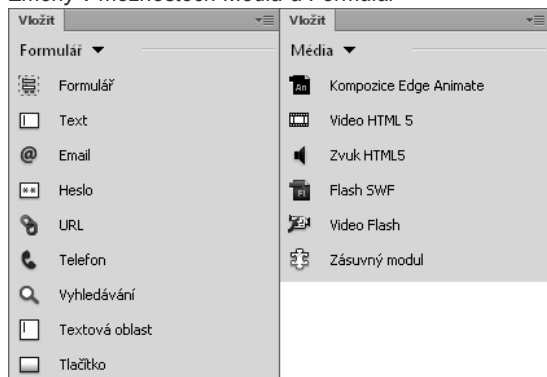 Změny v možnostech Média a Formulář
Vložit
Formulář
Formulář
Text
Email
Heslo
URL
Telefon
Vyhledávání
Textová oblast
Tlačítko
Vložit
Média
Kompozice Edge Animate
Video HTML 5
Zvuk HTML5
Flash SWF
Video Flash
Zásuvný modul